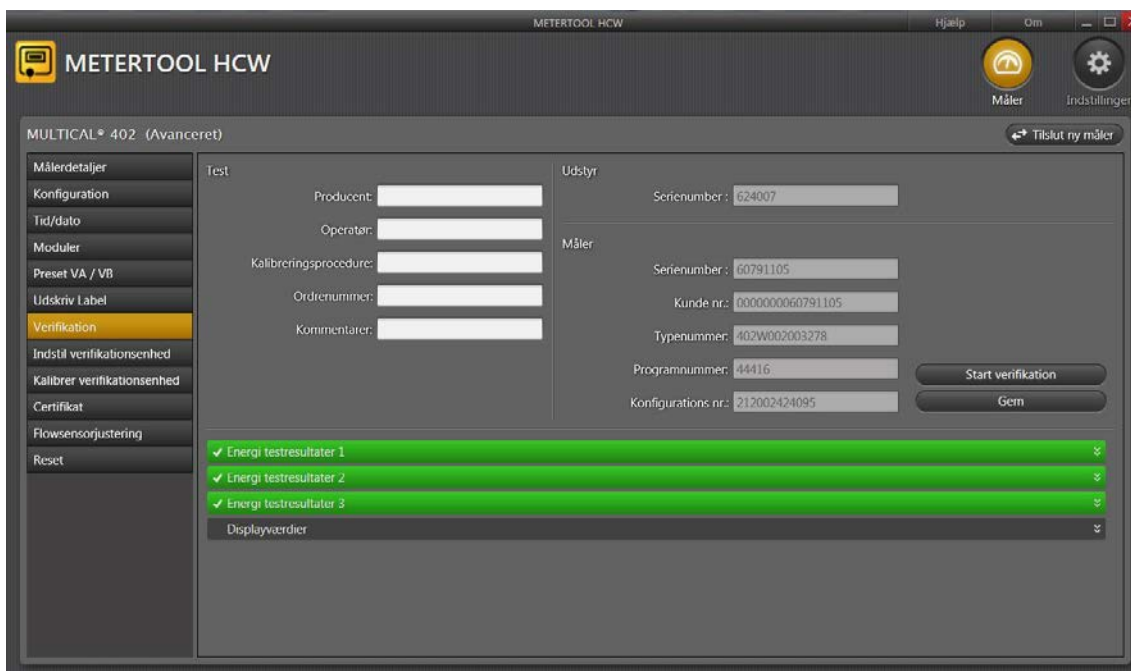 METERTOOL HCW
Hjælp
Om
METERTOOL HCW
Måler
Indstillinger
MULTICAL® 402 (Avanceret)
Tilslut ny måler
Målerdetaljer
Konfiguration
Tid/dato
Moduler
Preset VA / VB
Udskriv Label
Verifikation
Indstil verifikationsenhed
Kalibrer verifikationsenhed
Certifikat
Flowsensorjustering
Reset
Test
Producent:
Operatør:
Kalibreringsprocedure:
Ordrenummer:
Kommentarer:
Udstyr
Serienumber : 624007
Måler
Serienumber : 60791105
Kunde nr.: 0000000060791105
Typenummer: 402W002003278
Programnummer: 44416
Konfigurations nr.: 212002424095
Start verifikation
Gem
Energi testresultater 1
Energi testresultater 2
Energi testresultater 3
Displayværdier